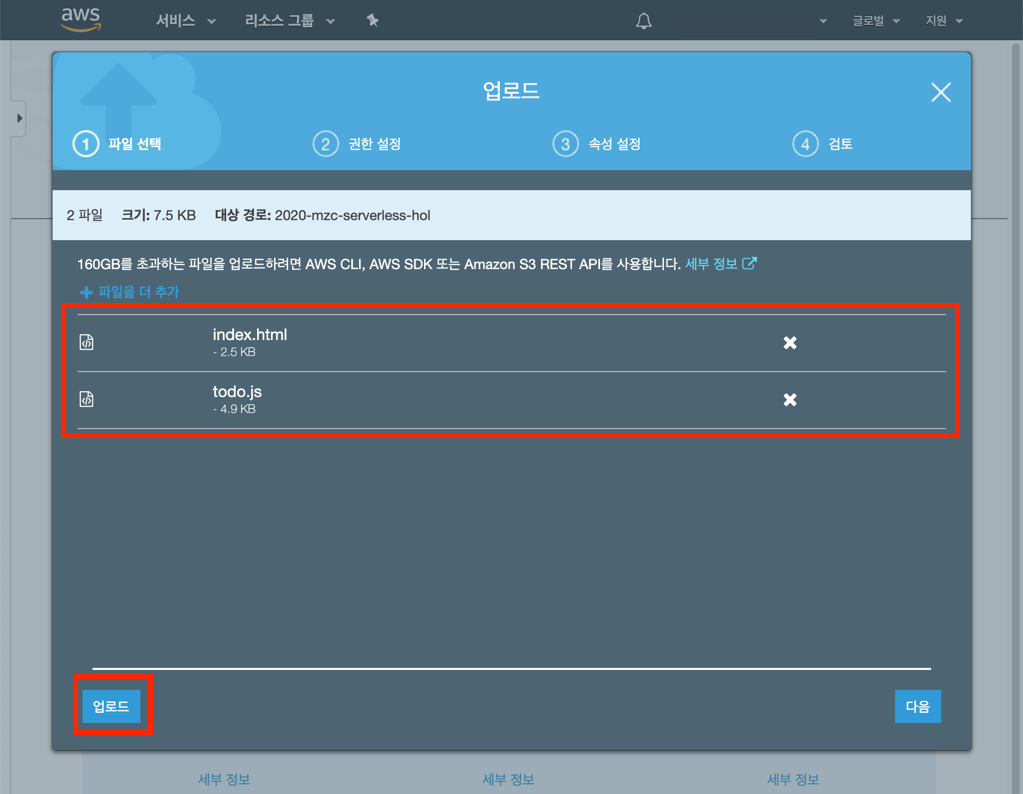 aws 서비스 리소스 그룹 글로벌 지원
업로드
1 파일 선택 2 권한 설정 3 속성 설정 4 검토
2 파일 크기: 7.5 KB 대상 경로: 2020-mzc-serverless-hol
160GB를 초과하는 파일을 업로드하려면 AWS CLI, AWS SDK 또는 Amazon S3 REST API를 사용합니다. 세부 정보
파일을 더 추가
index.html
- 2.5 KB
todo.js
- 4.9 KB
업로드 다음
세부 정보 세부 정보 세부 정보